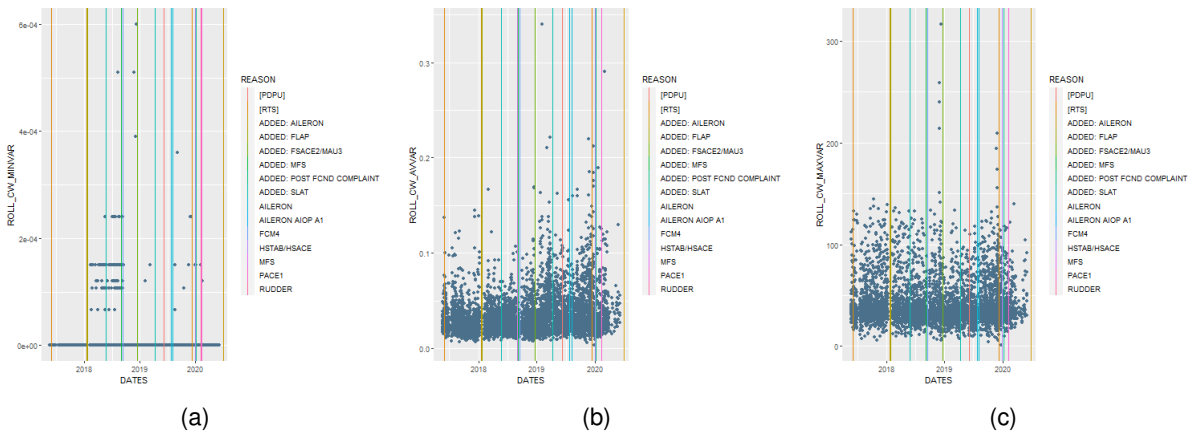 ROLL_CW_MINVAR
6e-04
4e-04
2e-04
0e+00
2018
2019
2020
DATES
REASON
[PDPU]
[RTS]
ADDED: AILERON
ADDED: FLAP
ADDED: FSACE2/MAU3
ADDED: MFS
ADDED: POST FCND COMPLAINT
ADDED: SLAT
AILERON
AILERON AIOP A1
FCM4
HSTAB/HSACE
MFS
PACE1
RUDDER
(a)
ROLL_CW_AVVAR
0.3
0.2
0.1
0.0
2018
2019
2020
DATES
REASON
[PDPU]
[RTS]
ADDED: AILERON
ADDED: FLAP
ADDED: FSACE2/MAU3
ADDED: MFS
ADDED: POST FCND COMPLAINT
ADDED: SLAT
AILERON
AILERON AIOP A1
FCM4
HSTAB/HSACE
MFS
PACE1
RUDDER
(b)
ROLL_CW_MAXVAR
300
200
100
0
2018
2019
2020
DATES
REASON
[PDPU]
[RTS]
ADDED: AILERON
ADDED: FLAP
ADDED: FSACE2/MAU3
ADDED: MFS
ADDED: POST FCND COMPLAINT
ADDED: SLAT
AILERON
AILERON AIOP A1
FCM4
HSTAB/HSACE
MFS
PACE1
RUDDER
(c)